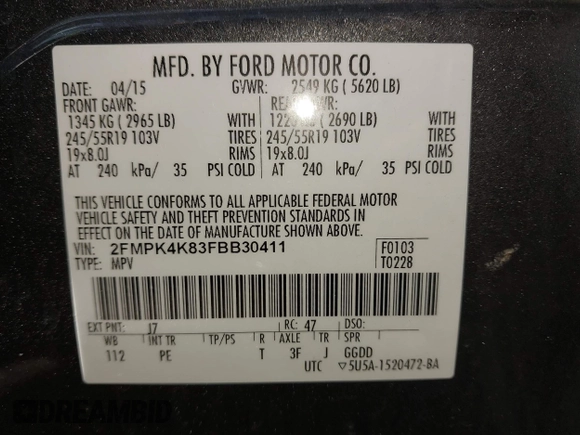 MFD. BY FORD MOTOR CO.
DATE: 04/15 GVWR: 2549 KG ( 5620 LB)
FRONT GAWR: REAR GAWR:
1345 KG ( 2965 LB) WITH KG ( 2690 LB) WITH
245/55R19 103V TIRES 245/55R19 103V TIRES
19x8.0J RIMS 19x8.0J RIMS
AT 240 kPa/ 35 PSI COLD AT 240 kPa/ 35 PSI COLD
THIS VEHICLE CONFORMS TO ALL APPLICABLE FEDERAL MOTOR
VEHICLE SAFETY AND THEFT PREVENTION STANDARDS IN
EFFECT ON THE DATE OF MANUFACTURE SHOWN ABOVE.
VIN: 2FMPK4K83FBB30411 F0103
TYPE: MPV T0228
EXT PNT: J7 RC: 47 DSO:
WB INT TR TP/PS R AXLE TR SPR
112 PE T 3F J GGDD
UTC ▽5U5A-1520472-BA
DREAMBID